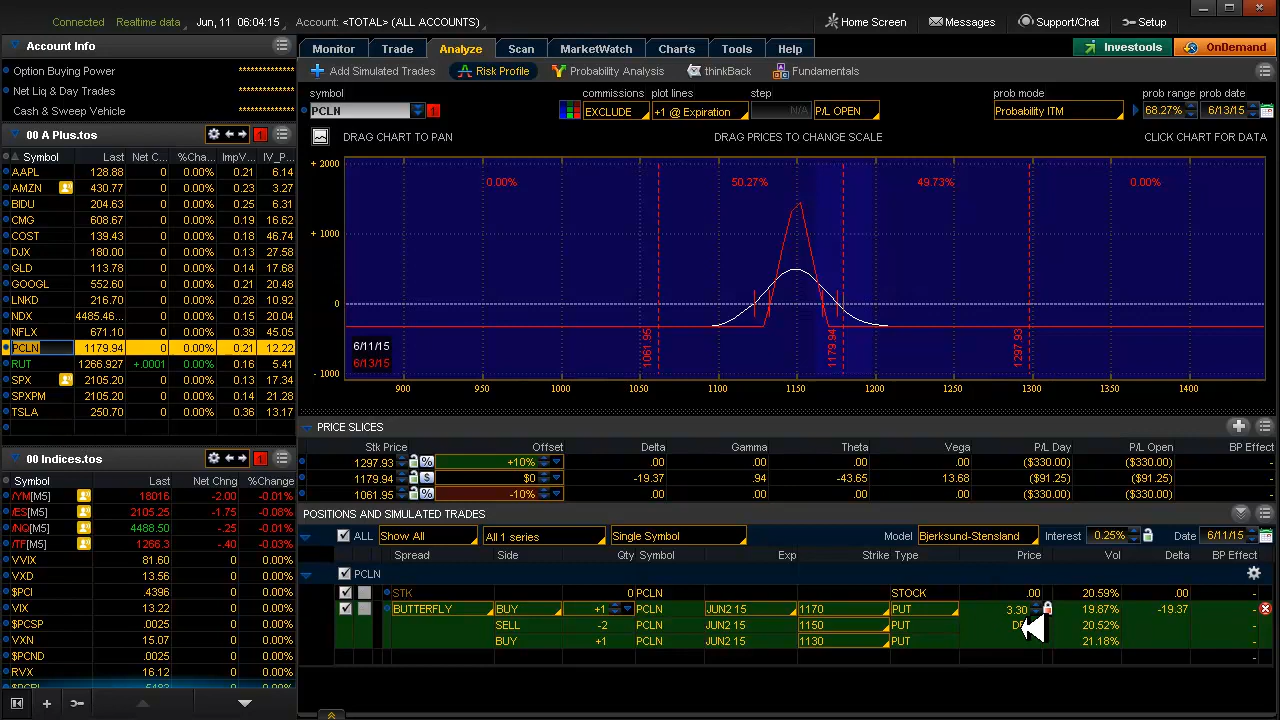 Connected Realtime data Jun, 11 06:04:15 Account: <TOTAL> (ALL ACCOUNTS) Home Screen Messages Support/Chat Setup
Account Info
Option Buying Power **************
Net Liq & Day Trades **************
Cash & Sweep Vehicle **************
00 A Plus.tos 1
Symbol Last Net C... %Cha... ImpV... IV_P...
AAPL 128.88 0 0.00% 0.21 6.14
AMZN 430.77 0 0.00% 0.23 3.27
BIDU 204.63 0 0.00% 0.25 6.31
CMG 608.67 0 0.00% 0.19 16.62
COST 139.43 0 0.00% 0.18 46.74
DJX 180.00 0 0.00% 0.13 27.58
GLD 113.78 0 0.00% 0.14 17.68
GOOGL 552.60 0 0.00% 0.21 20.48
LNKD 216.70 0 0.00% 0.28 10.92
NDX 4485.46... 0 0.00% 0.15 20.04
NFLX 671.10 0 0.00% 0.39 45.05
PCLN 1179.94 0 0.00% 0.21 12.22
RUT 1266.927 +.0001 0.00% 0.16 5.41
SPX 2105.20 0 0.00% 0.13 17.34
SPXPM 2105.20 0 0.00% 0.14 21.28
TSLA 250.70 0 0.00% 0.36 13.17
00 Indices.tos 1
Symbol Last Net Chng %Change
/YM[M5] 18016 -2.00 -0.01%
/ES[M5] 2105.25 -1.75 -0.08%
/NQ[M5] 4488.50 -.25 -0.01%
/TF[M5] 1266.3 -.40 -0.03%
VVIX 81.60 0 0.00%
VXD 13.56 0 0.00%
$PCI .4396 0 0.00%
VIX 13.22 0 0.00%
$PCSP .0025 0 0.00%
VXN 15.07 0 0.00%
$PCND .0025 0 0.00%
RVX 16.12 0 0.00%
Monitor Trade Analyze Scan MarketWatch Charts Tools Help Investools OnDemand
Add Simulated Trades Risk Profile Probability Analysis thinkBack Fundamentals
symbol commissions plot lines step prob mode prob range prob date
PCLN 1 EXCLUDE +1 @ Expiration N/A P/L OPEN Probability ITM 68.27% 6/13/15
DRAG CHART TO PAN DRAG PRICES TO CHANGE SCALE CLICK CHART FOR DATA
+ 2000
0.00% 50.27% 49.73% 0.00%
+ 1000
0
1061.95 1179.94 1297.93
6/11/15
6/13/15
- 1000
900 950 1000 1050 1100 1150 1200 1250 1300 1350 1400
PRICE SLICES
Stk Price Offset Delta Gamma Theta Vega P/L Day P/L Open BP Effect
1297.93 % +10% .00 .00 .00 .00 ($330.00) ($330.00)
1179.94 $ $0 -19.37 .94 -43.65 13.68 ($91.25) ($91.25)
1061.95 % -10% .00 .00 .00 .00 ($330.00) ($330.00)
POSITIONS AND SIMULATED TRADES
ALL Show All All 1 series Single Symbol Model Bjerksund-Stensland Interest 0.25% Date 6/11/15
Spread Side Qty Symbol Exp Strike Type Price Vol Delta BP Effect
PCLN
STK 0 PCLN STOCK .00 20.59% .00 -
BUTTERFLY BUY +1 PCLN JUN2 15 1170 PUT 3.30 19.87% -19.37 -
SELL -2 PCLN JUN2 15 1150 PUT 20.52% -
BUY +1 PCLN JUN2 15 1130 PUT 21.18% -
-